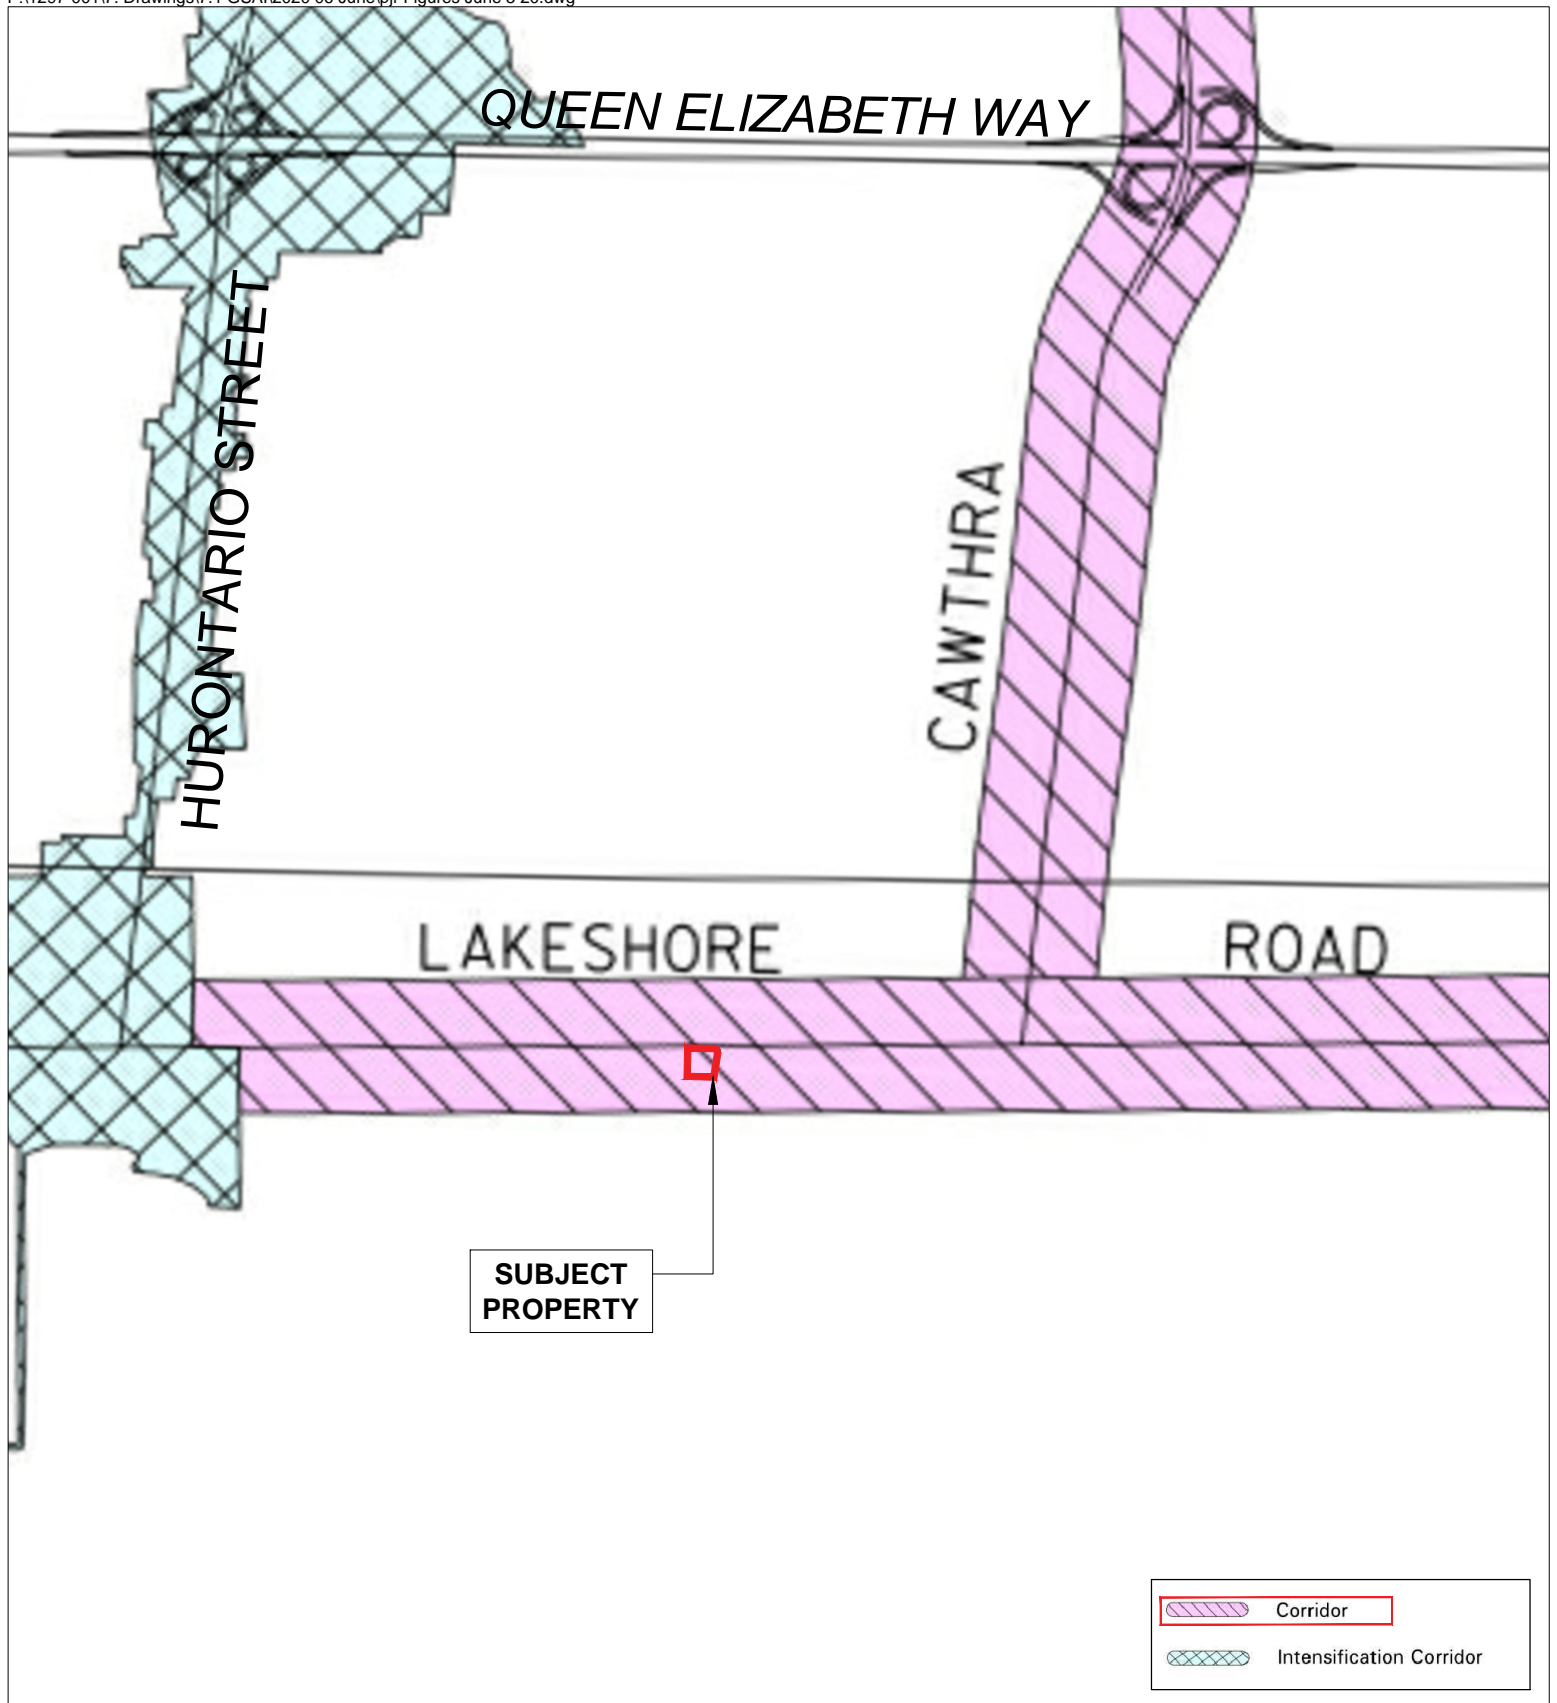 QUEEN ELIZABETH WAY
HURONTARIO STREET
CAWTHRA
LAKESHORE ROAD
SUBJECT
PROPERTY
Corridor
Intensification Corridor